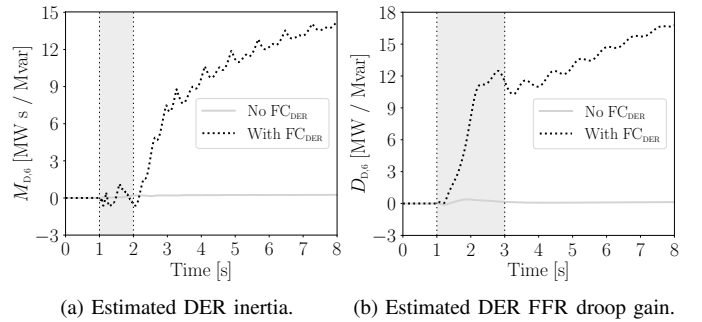 15
12
9
6
3
0
−3
0 1 2 3 4 5 6 7 8
Time [s]
M_D,6 [MW s / Mvar]
No FC_DER
With FC_DER
(a) Estimated DER inertia.
18
15
12
9
6
3
0
−3
0 1 2 3 4 5 6 7 8
Time [s]
D_D,6 [MW / Mvar]
No FC_DER
With FC_DER
(b) Estimated DER FFR droop gain.